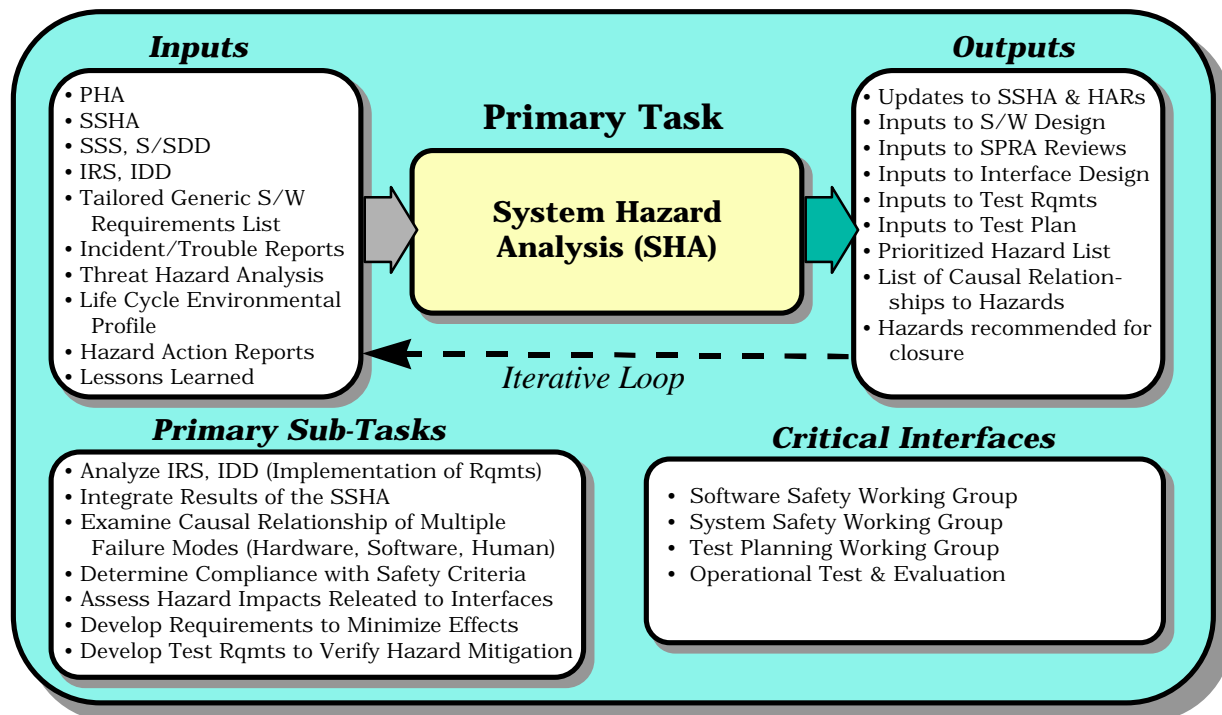 Inputs
• PHA
• SSHA
• SSS, S/SDD
• IRS, IDD
• Tailored Generic S/W
Requirements List
• Incident/Trouble Reports
• Threat Hazard Analysis
• Life Cycle Environmental
Profile
• Hazard Action Reports
• Lessons Learned
Primary Task
System Hazard
Analysis (SHA)
Iterative Loop
Outputs
• Updates to SSHA & HARs
• Inputs to S/W Design
• Inputs to SPRA Reviews
• Inputs to Interface Design
• Inputs to Test Rqmts
• Inputs to Test Plan
• Prioritized Hazard List
• List of Causal Relation-
ships to Hazards
• Hazards recommended for
closure
Primary Sub-Tasks
• Analyze IRS, IDD (Implementation of Rqmts)
• Integrate Results of the SSHA
• Examine Causal Relationship of Multiple
Failure Modes (Hardware, Software, Human)
• Determine Compliance with Safety Criteria
• Assess Hazard Impacts Releated to Interfaces
• Develop Requirements to Minimize Effects
• Develop Test Rqmts to Verify Hazard Mitigation
Critical Interfaces
• Software Safety Working Group
• System Safety Working Group
• Test Planning Working Group
• Operational Test & Evaluation